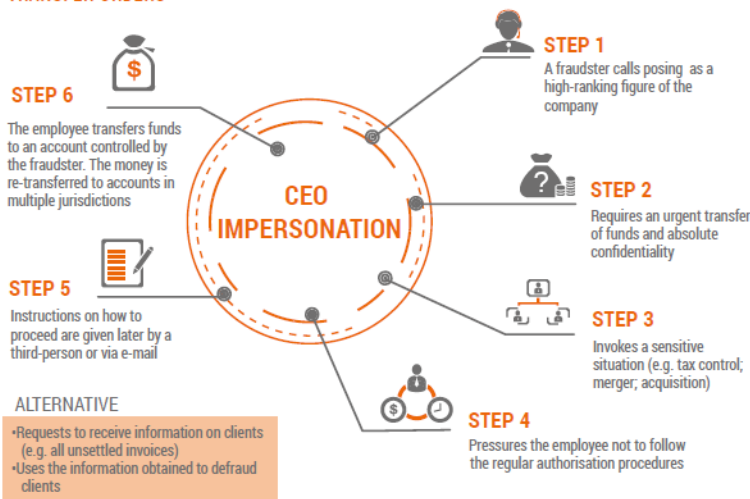 STEP 1
A fraudster calls posing as a
high-ranking figure of the
company
STEP 2
Requires an urgent transfer
of funds and absolute
confidentiality
STEP 3
Invokes a sensitive
situation (e.g. tax control;
merger; acquisition)
STEP 4
Pressures the employee not to follow
the regular authorisation procedures
STEP 5
Instructions on how to
proceed are given later by a
third-person or via e-mail
STEP 6
The employee transfers funds
to an account controlled by
the fraudster. The money is
re-transferred to accounts in
multiple jurisdictions
CEO
IMPERSONATION
ALTERNATIVE
•Requests to receive information on clients
(e.g. all unsettled invoices)
•Uses the information obtained to defraud
clients